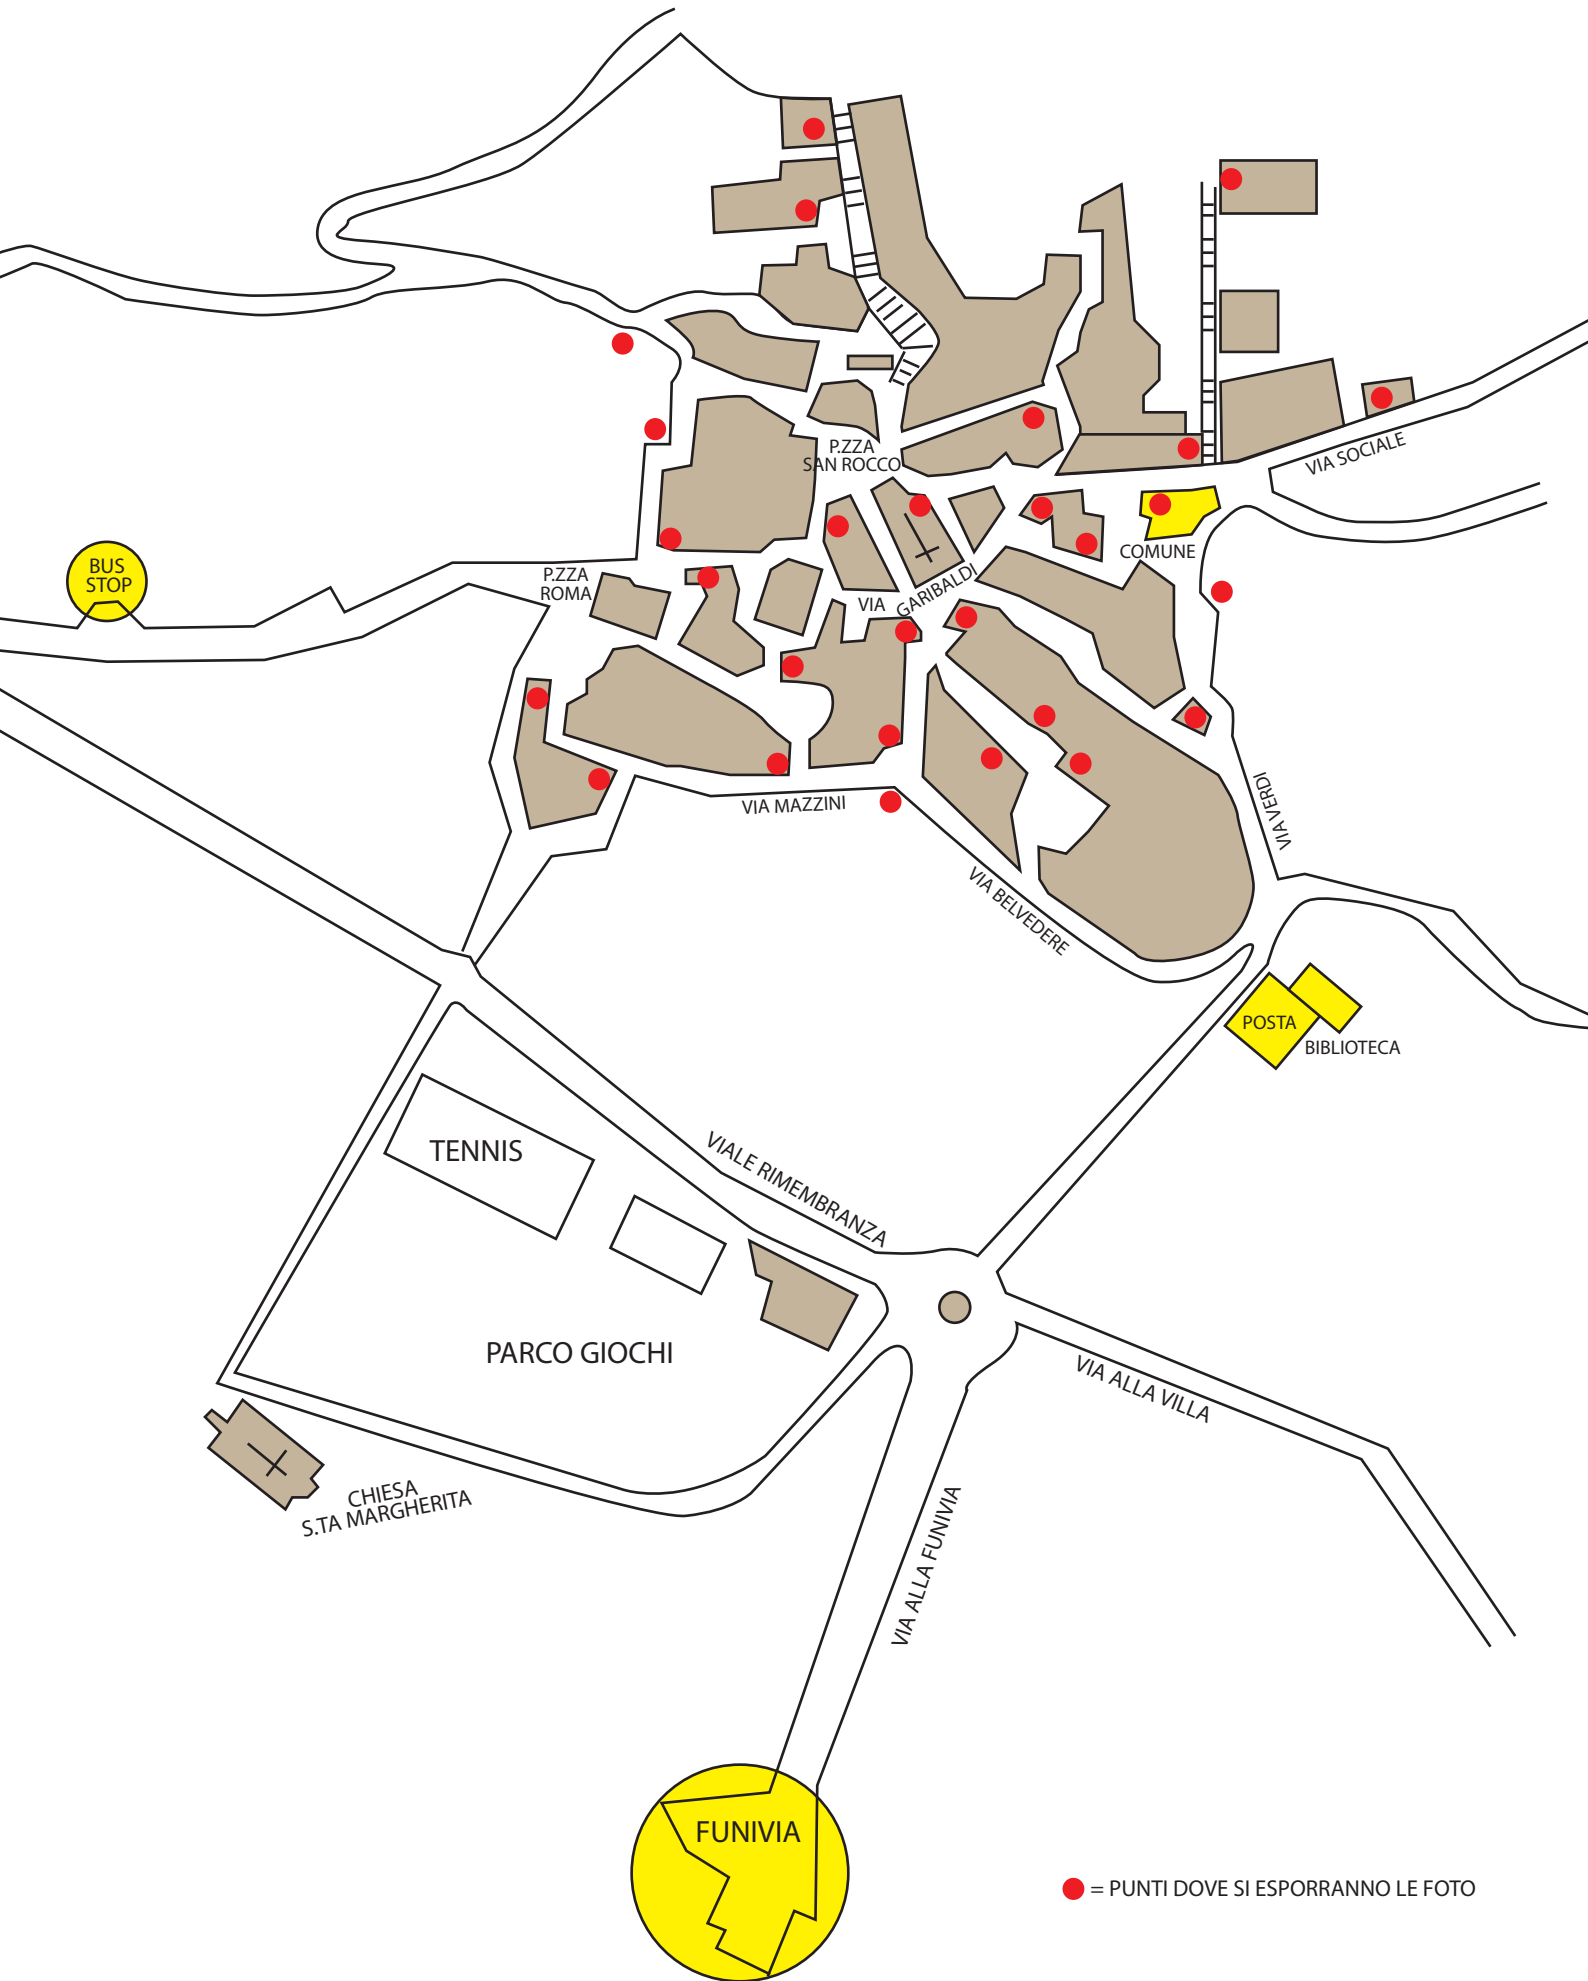 P.ZZA
SAN ROCCO
VIA SOCIALE
COMUNE
BUS
STOP
P.ZZA
ROMA
VIA GARIBALDI
VIA MAZZINI
VIA VERDI
VIA BELVEDERE
POSTA
BIBLIOTECA
TENNIS
VIALE RIMEMBRANZA
PARCO GIOCHI
VIA ALLA VILLA
CHIESA
S.TA MARGHERITA
VIA ALLA FUNIVIA
FUNIVIA
= PUNTI DOVE SI ESPORRANNO LE FOTO